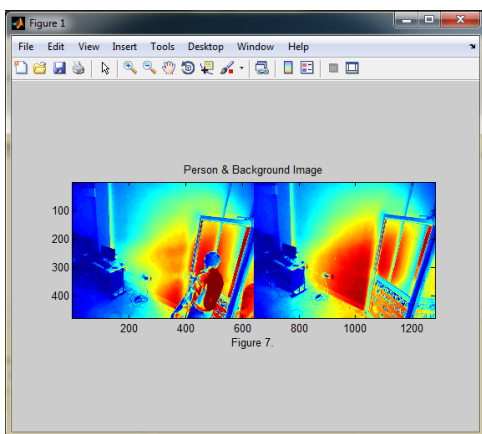 Figure 1
File Edit View Insert Tools Desktop Window Help
Person & Background Image
100
200
300
400
200 400 600 800 1000 1200
Figure 7.